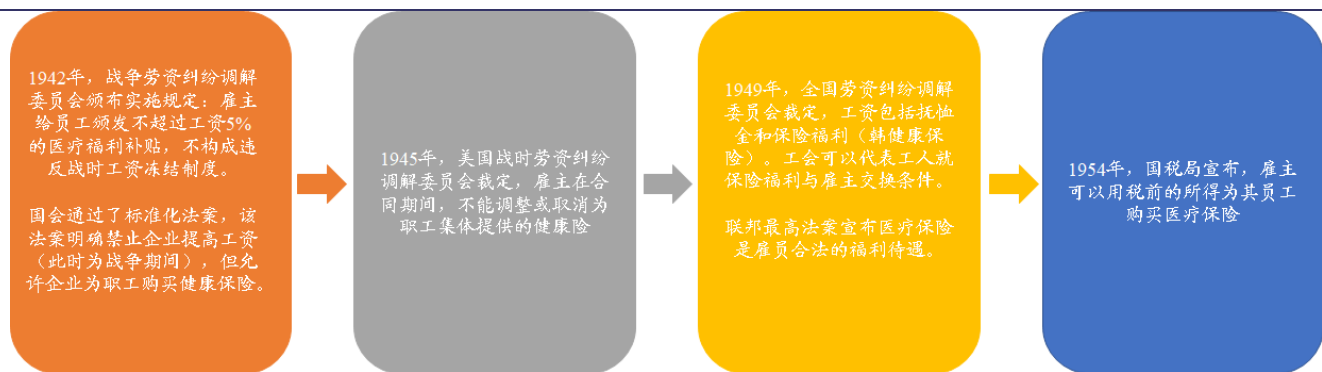 1942年，战争劳资纠纷调解
委员会颁布实施规定：雇主
给员工颁发不超过工资5%
的医疗福利补贴，不构成违
反战时工资冻结制度。
国会通过了标准化法案，该
法案明确禁止企业提高工资
（此时为战争期间），但允
许企业为职工购买健康保险。
1945年，美国战时劳资纠纷
调解委员会裁定，雇主在合
同期间，不能调整或取消为
职工集体提供的健康险
1949年，全国劳资纠纷调解
委员会裁定，工资包括抚恤
金和保险福利（韩健康保
险）。工会可以代表工人就
保险福利与雇主交换条件。
联邦最高法案宣布医疗保险
是雇员合法的福利待遇。
1954年，国税局宣布，雇主
可以用税前的所得为其员工
购买医疗保险